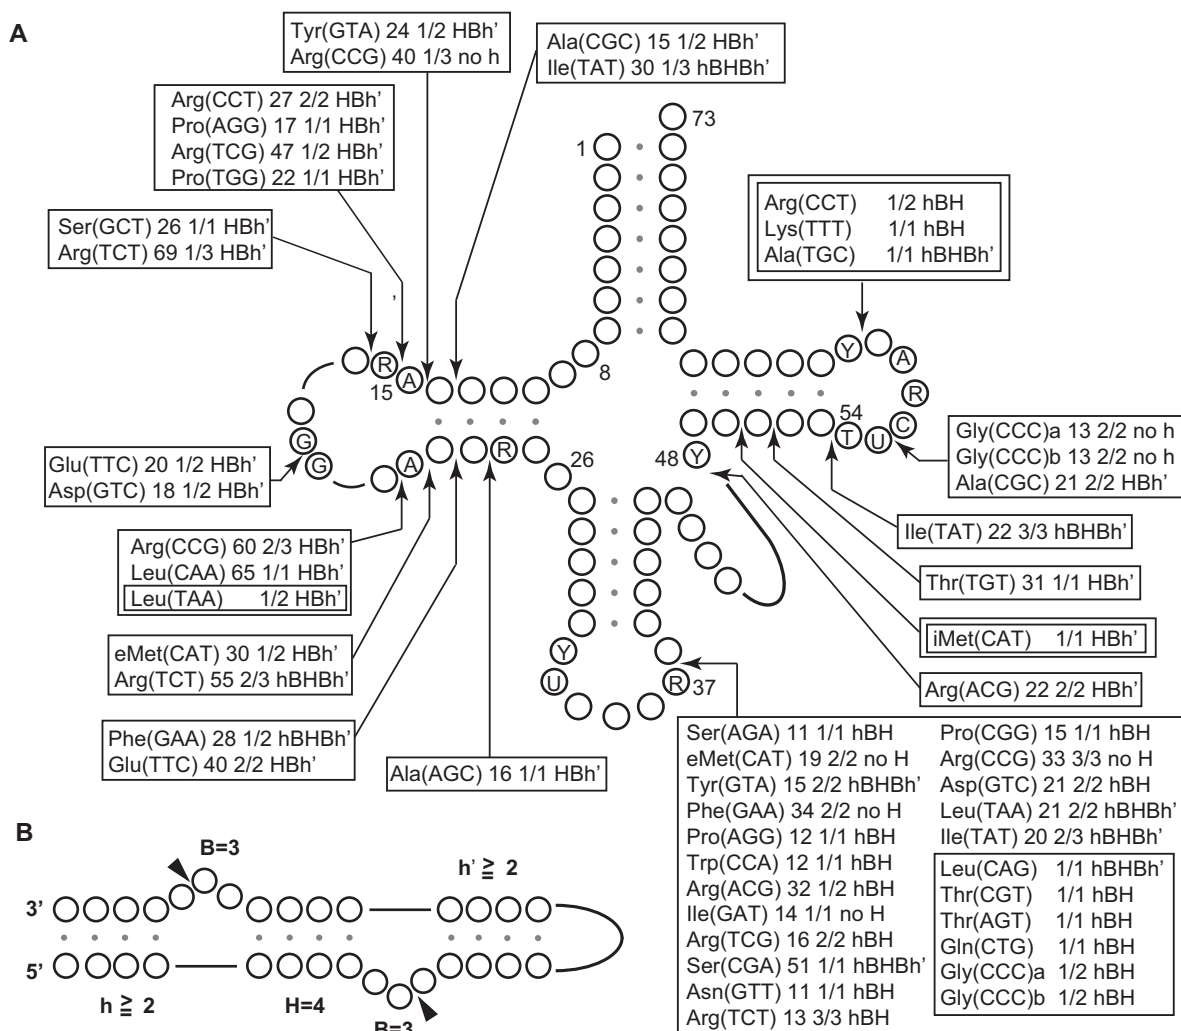 A
Tyr(GTA) 24 1/2 HBh'
Arg(CCG) 40 1/3 no h
Ala(CGC) 15 1/2 HBh'
Ile(TAT) 30 1/3 hBHBh'
Arg(CCT) 27 2/2 HBh'
Pro(AGG) 17 1/1 HBh'
Arg(TCG) 47 1/2 HBh'
Pro(TGG) 22 1/1 HBh'
Ser(GCT) 26 1/1 HBh'
Arg(TCT) 69 1/3 HBh'
,
73
1
8
R
15
A
G
G
A
R
26
Arg(CCT) 1/2 hBH
Lys(TTT) 1/1 hBH
Ala(TGC) 1/1 hBHBh'
Y
A
R
C
U
T
54
48
Y
Gly(CCC)a 13 2/2 no h
Gly(CCC)b 13 2/2 no h
Ala(CGC) 21 2/2 HBh'
Glu(TTC) 20 1/2 HBh'
Asp(GTC) 18 1/2 HBh'
Ile(TAT) 22 3/3 hBHBh'
Arg(CCG) 60 2/3 HBh'
Leu(CAA) 65 1/1 HBh'
Leu(TAA) 1/2 HBh'
Thr(TGT) 31 1/1 HBh'
iMet(CAT) 1/1 HBh'
eMet(CAT) 30 1/2 HBh'
Arg(TCT) 55 2/3 hBHBh'
Arg(ACG) 22 2/2 HBh'
Y
U
R
37
Phe(GAA) 28 1/2 hBHBh'
Glu(TTC) 40 2/2 HBh'
Ala(AGC) 16 1/1 HBh'
Ser(AGA) 11 1/1 hBH
eMet(CAT) 19 2/2 no H
Tyr(GTA) 15 2/2 hBHBh'
Phe(GAA) 34 2/2 no H
Pro(AGG) 12 1/1 hBH
Trp(CCA) 12 1/1 hBH
Arg(ACG) 32 1/2 hBH
Ile(GAT) 14 1/1 no H
Arg(TCG) 16 2/2 hBH
Ser(CGA) 51 1/1 hBHBh'
Asn(GTT) 11 1/1 hBH
Arg(TCT) 13 3/3 hBH
Pro(CGG) 15 1/1 hBH
Arg(CCG) 33 3/3 no H
Asp(GTC) 21 2/2 hBH
Leu(TAA) 21 2/2 hBHBh'
Ile(TAT) 20 2/3 hBHBh'
Leu(CAG) 1/1 hBHBh'
Thr(CGT) 1/1 hBH
Thr(AGT) 1/1 hBH
Gln(CTG) 1/1 hBH
Gly(CCC)a 1/2 hBH
Gly(CCC)b 1/2 hBH
B
B=3
h' ≧ 2
3'
5'
h ≧ 2
H=4
B=3